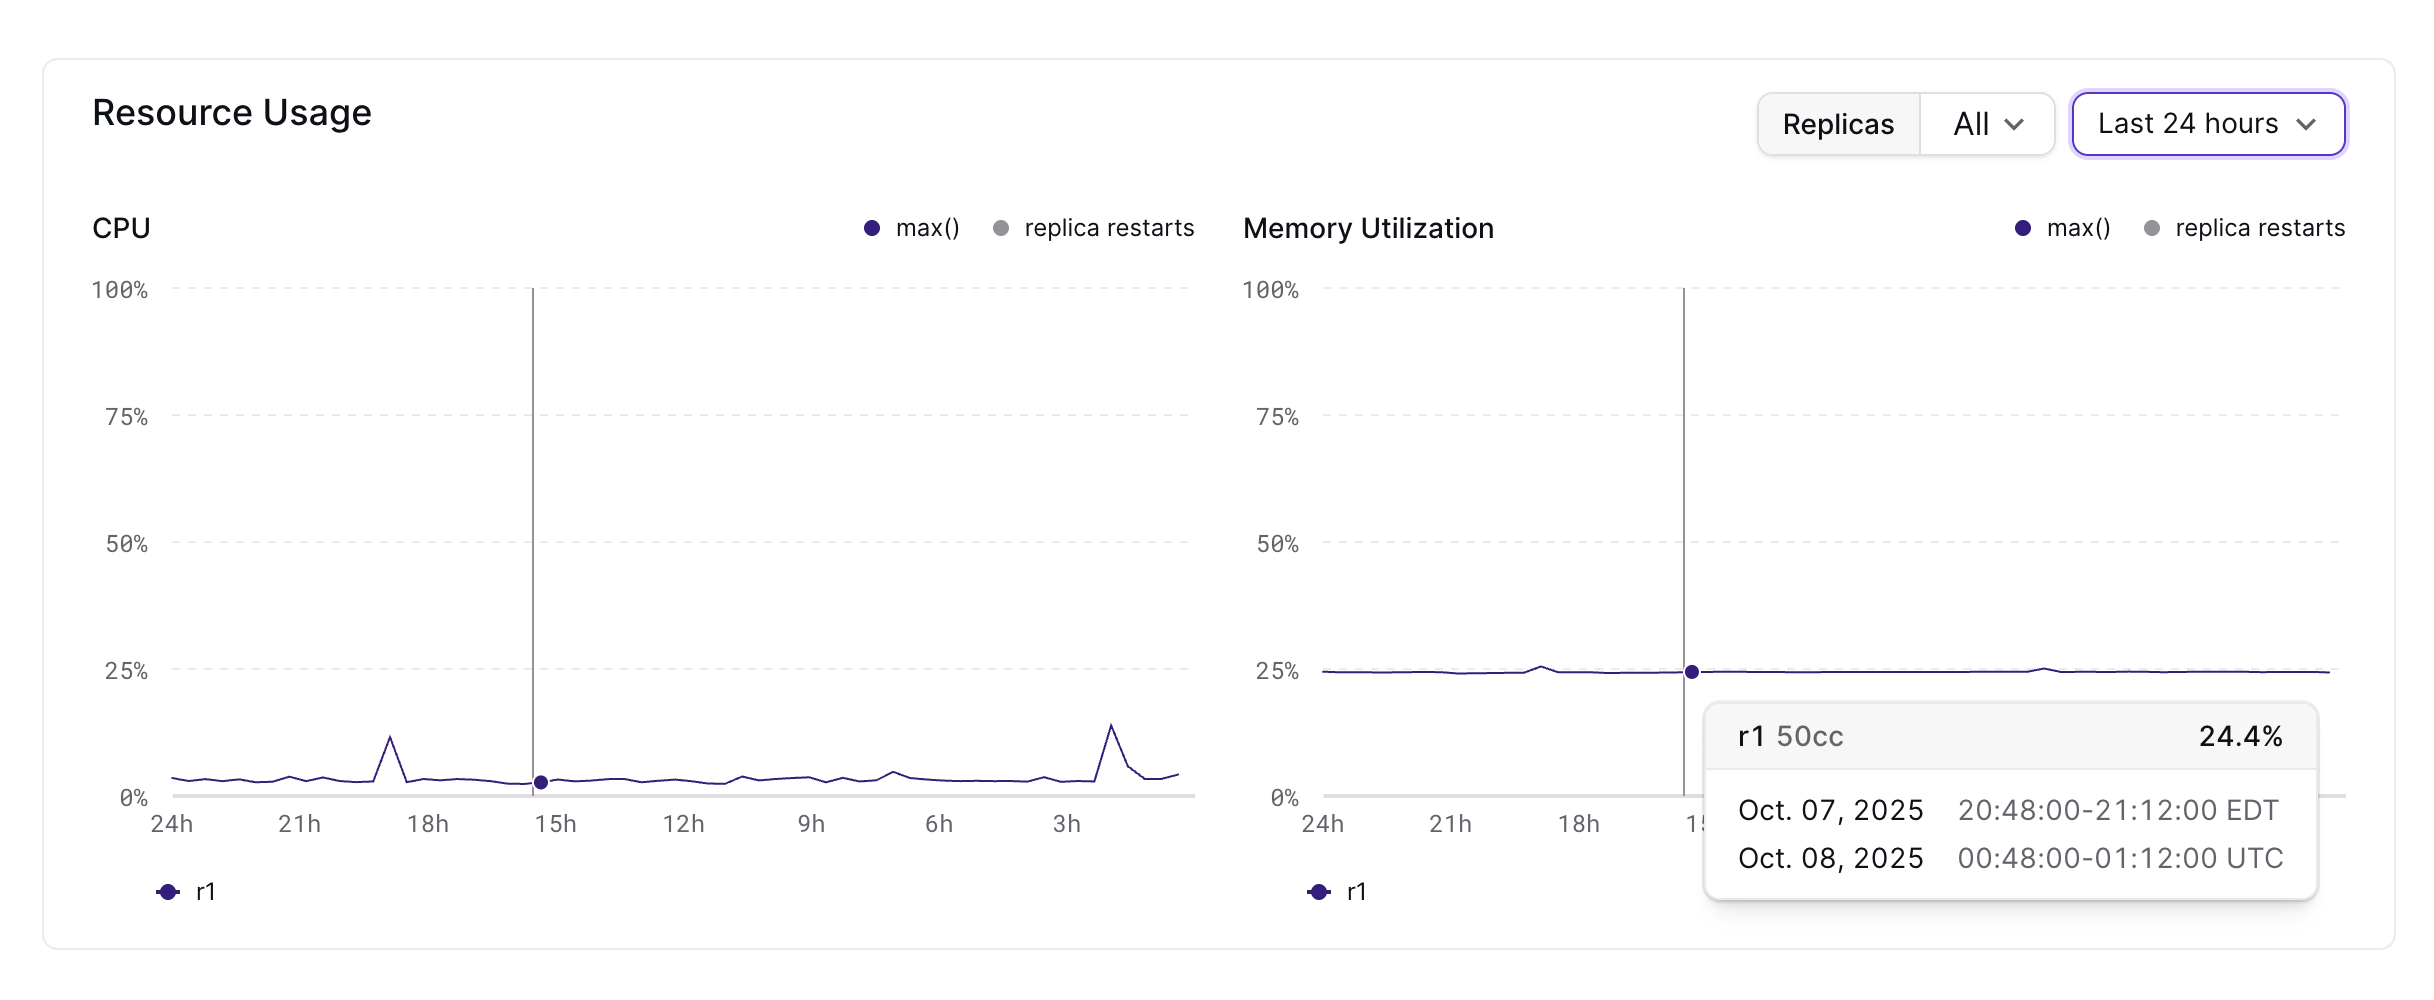 Resource Usage
Replicas All Last 24 hours
CPU max() replica restarts
100%
75%
50%
25%
0%
24h 21h 18h 15h 12h 9h 6h 3h
r1
Memory Utilization max() replica restarts
100%
75%
50%
25%
0%
24h 21h 18h
r1
r1 50cc 24.4%
Oct. 07, 2025 20:48:00-21:12:00 EDT
Oct. 08, 2025 00:48:00-01:12:00 UTC